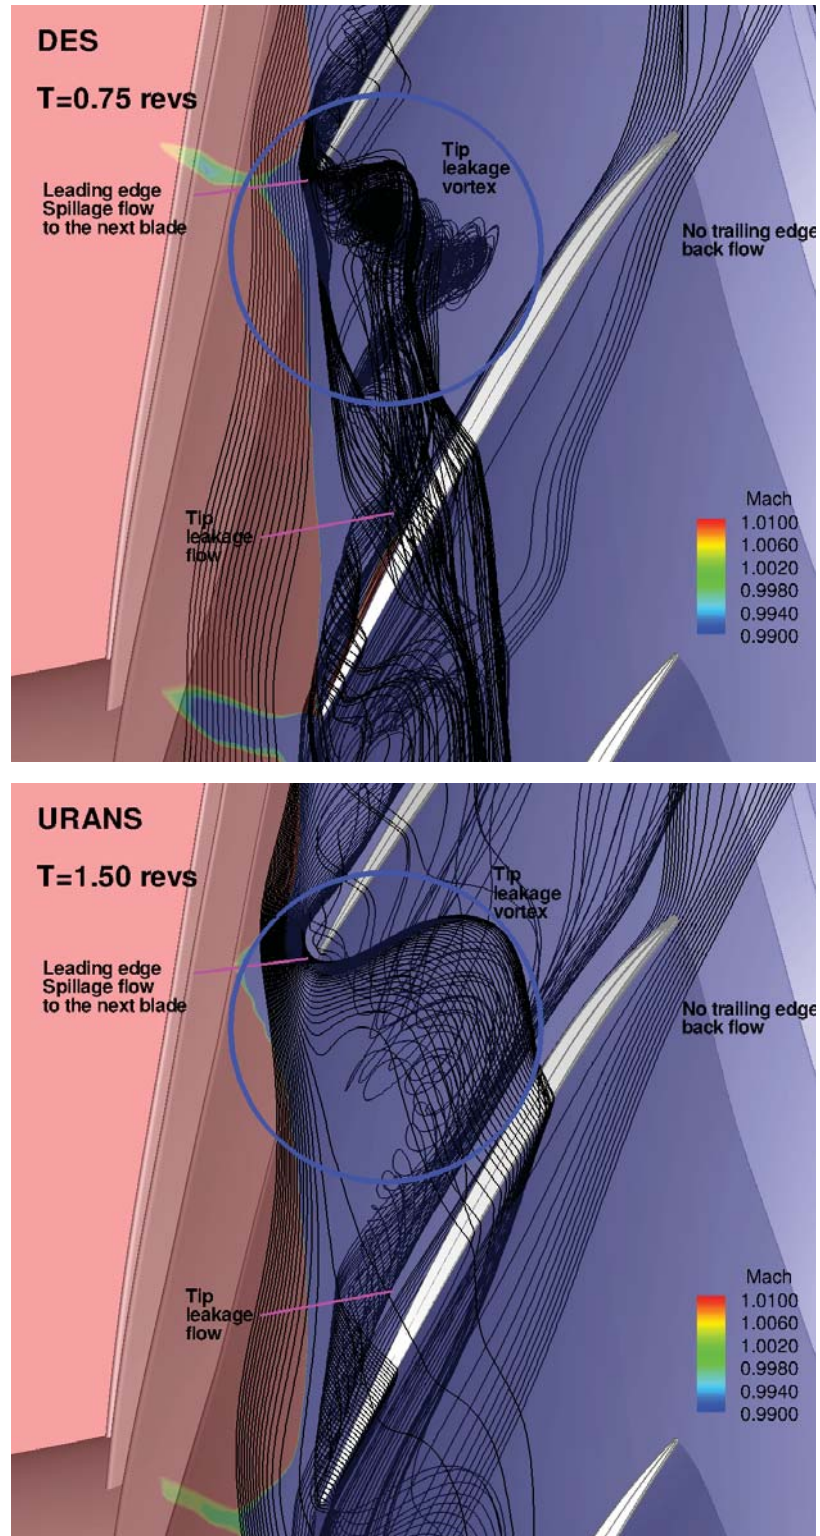 DES
T=0.75 revs
Leading edge
Spillage flow
to the next blade
Tip
leakage
vortex
No trailing edge
back flow
Tip
leakage
flow
Mach
1.0100
1.0060
1.0020
0.9980
0.9940
0.9900
URANS
T=1.50 revs
Leading edge
Spillage flow
to the next blade
Tip
leakage
vortex
No trailing edge
back flow
Tip
leakage
flow
Mach
1.0100
1.0060
1.0020
0.9980
0.9940
0.9900